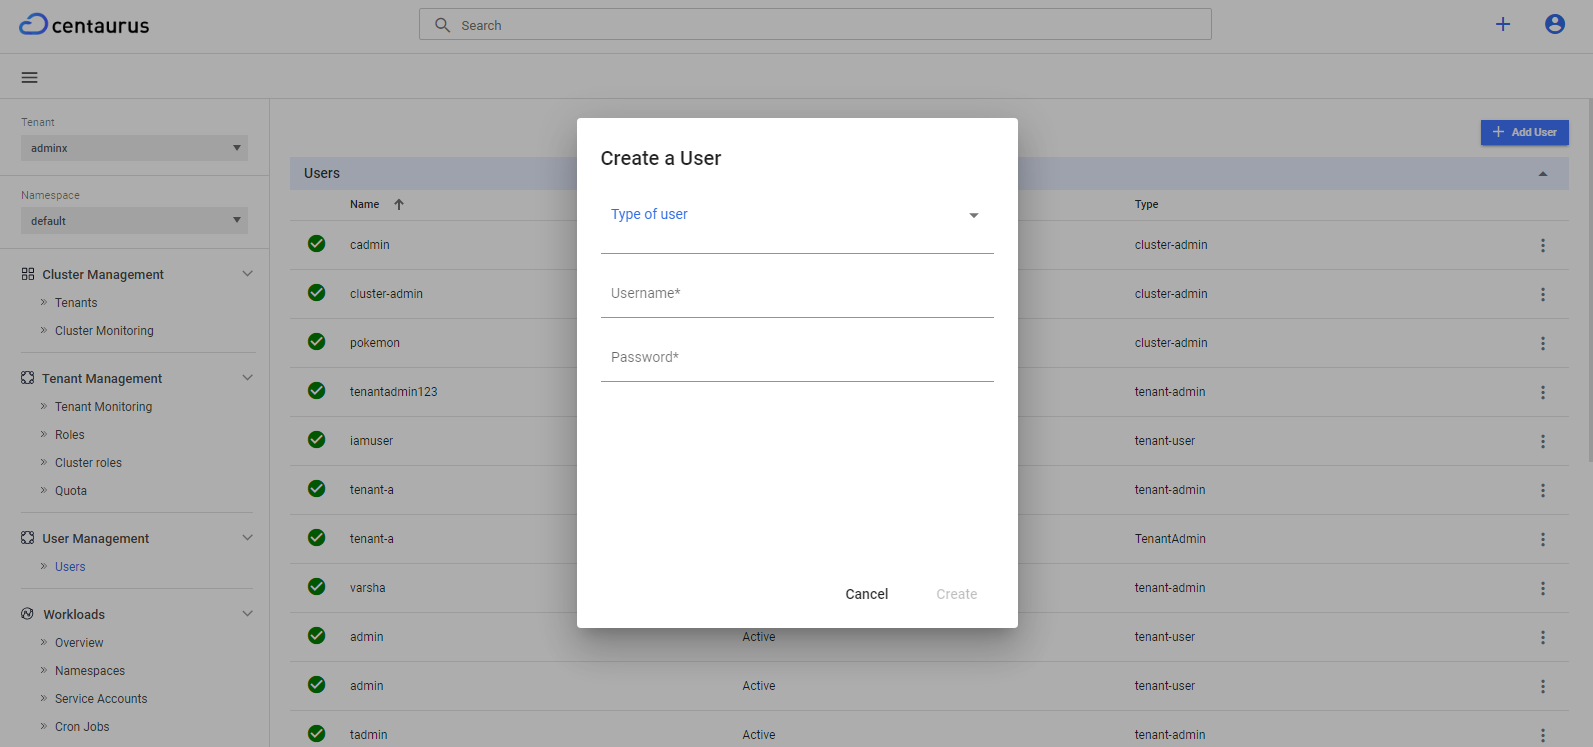 centaurus
Search
Tenant
adminx
Namespace
default
Cluster Management
Tenants
Cluster Monitoring
Tenant Management
Tenant Monitoring
Roles
Cluster roles
Quota
User Management
Users
Workloads
Overview
Namespaces
Service Accounts
Cron Jobs
Add User
Users
Name Type
cadmin cluster-admin
cluster-admin cluster-admin
pokemon cluster-admin
tenantadmin123 tenant-admin
iamuser tenant-user
tenant-a tenant-admin
tenant-a TenantAdmin
varsha tenant-admin
admin Active tenant-user
admin Active tenant-user
tadmin Active tenant-admin
Create a User
Type of user
Username*
Password*
Cancel Create